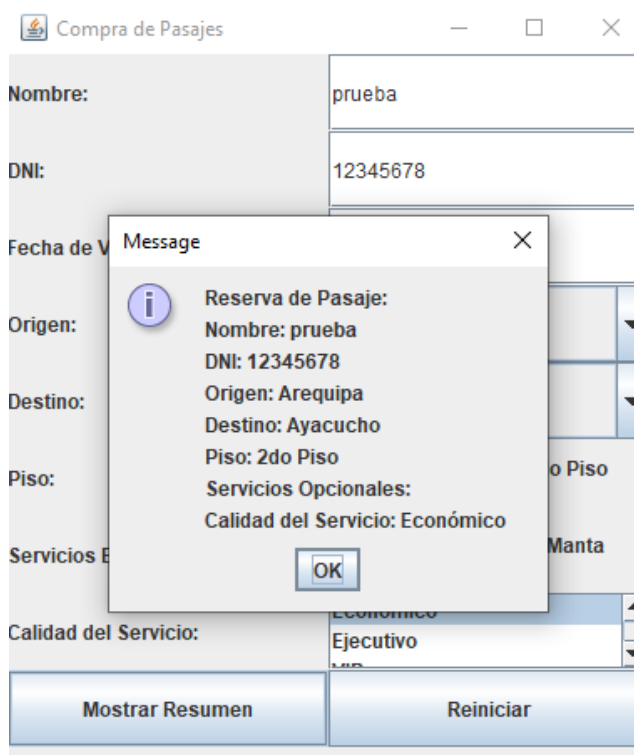 Compra de Pasajes
Nombre:
prueba
DNI:
12345678
Fecha de V
Message
Reserva de Pasaje:
Nombre: prueba
DNI: 12345678
Origen: Arequipa
Destino: Ayacucho
Piso: 2do Piso
Servicios Opcionales:
Calidad del Servicio: Económico
OK
Origen:
Destino:
Piso:
o Piso
Servicios E
Manta
Calidad del Servicio:
Económico
Ejecutivo
VIP
Mostrar Resumen
Reiniciar